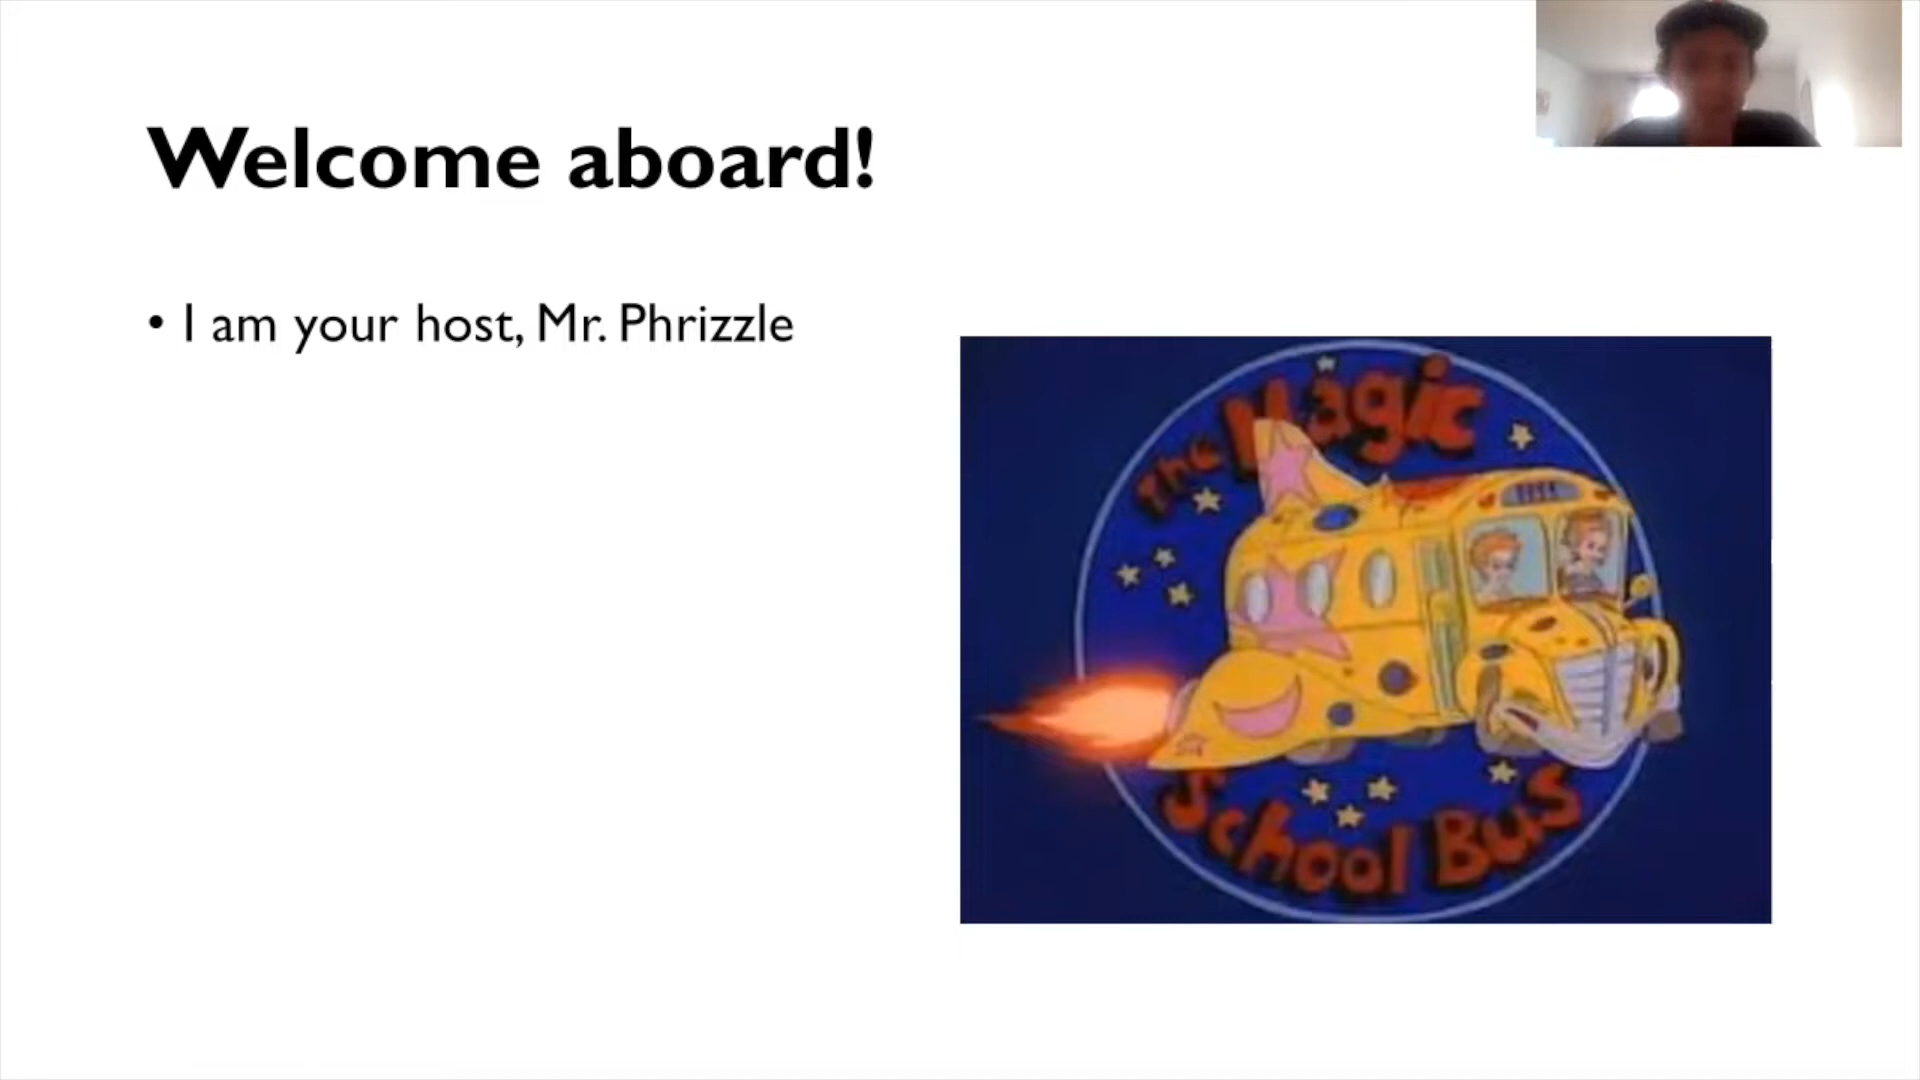 Welcome aboard!
• I am your host, Mr. Phrizzle
The Magic
School Bus